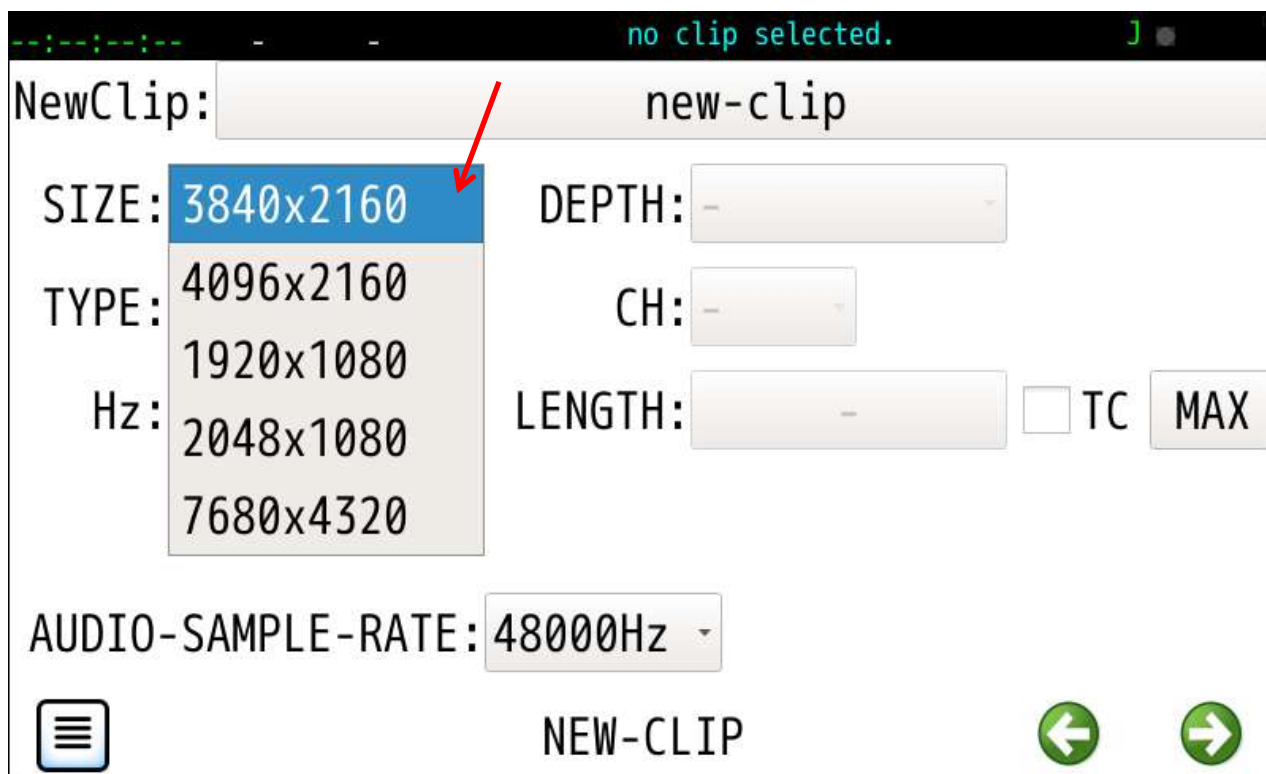 --:--:--:-- - - no clip selected. J
NewClip: new-clip
SIZE: 3840x2160 DEPTH: -
4096x2160
TYPE: CH: -
1920x1080
Hz: LENGTH: - TC MAX
2048x1080
7680x4320
AUDIO-SAMPLE-RATE: 48000Hz
NEW-CLIP